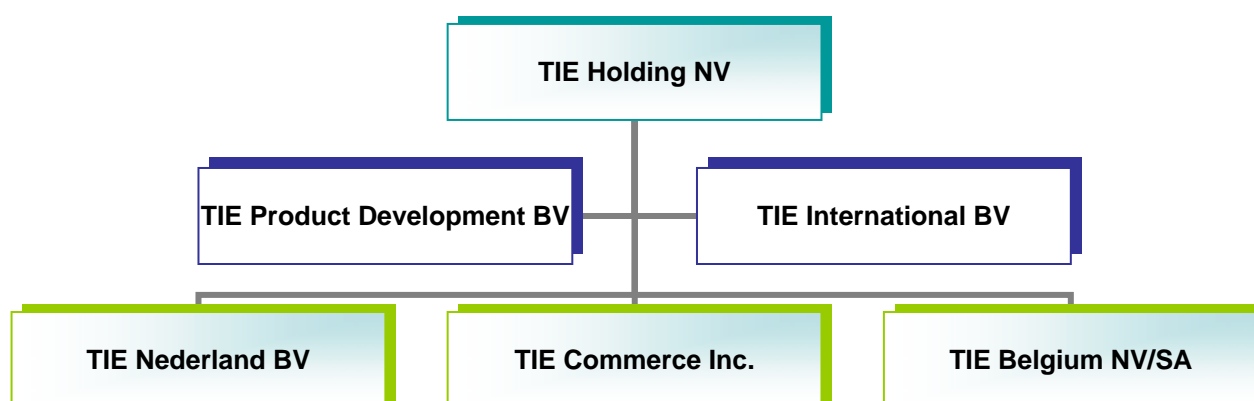 TIE Holding NV
TIE Product Development BV
TIE International BV
TIE Nederland BV
TIE Commerce Inc.
TIE Belgium NV/SA